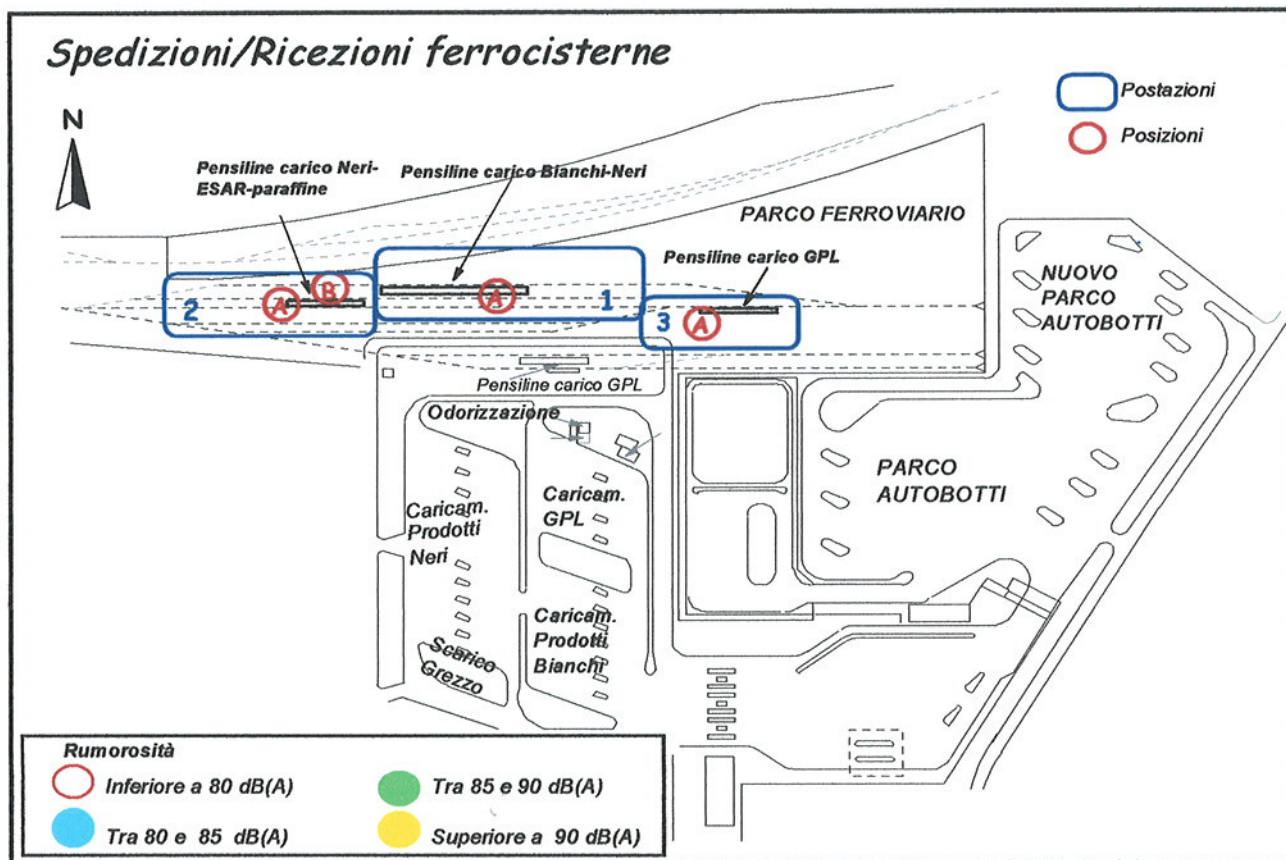 Spedizioni/Ricezioni ferrocisterne
Postazioni
Posizioni
N
Pensiline carico Neri-
ESAR-paraffine
Pensiline carico Bianchi-Neri
PARCO FERROVIARIO
Pensiline carico GPL
NUOVO
PARCO
AUTOBOTTI
2
A
B
A
1
3
A
Pensiline carico GPL
Odorizzazione
PARCO
AUTOBOTTI
Caricam.
Prodotti
Neri
Caricam.
GPL
Caricam.
Prodotti
Bianchi
Scarico
Grezzo
Rumorosità
Inferiore a 80 dB(A)
Tra 85 e 90 dB(A)
Tra 80 e 85 dB(A)
Superiore a 90 dB(A)